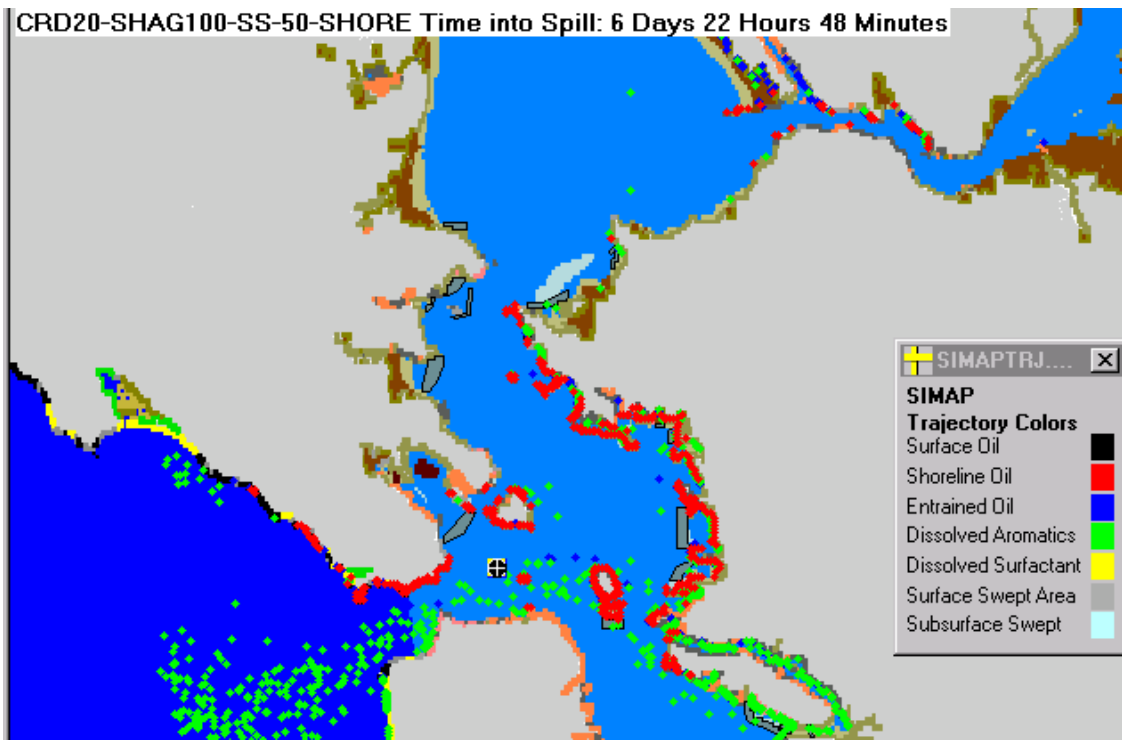 CRD20-SHAG100-SS-50-SHORE Time into Spill: 6 Days 22 Hours 48 Minutes
SIMAPTRJ....
SIMAP
Trajectory Colors
Surface Oil
Shoreline Oil
Entrained Oil
Dissolved Aromatics
Dissolved Surfactant
Surface Swept Area
Subsurface Swept